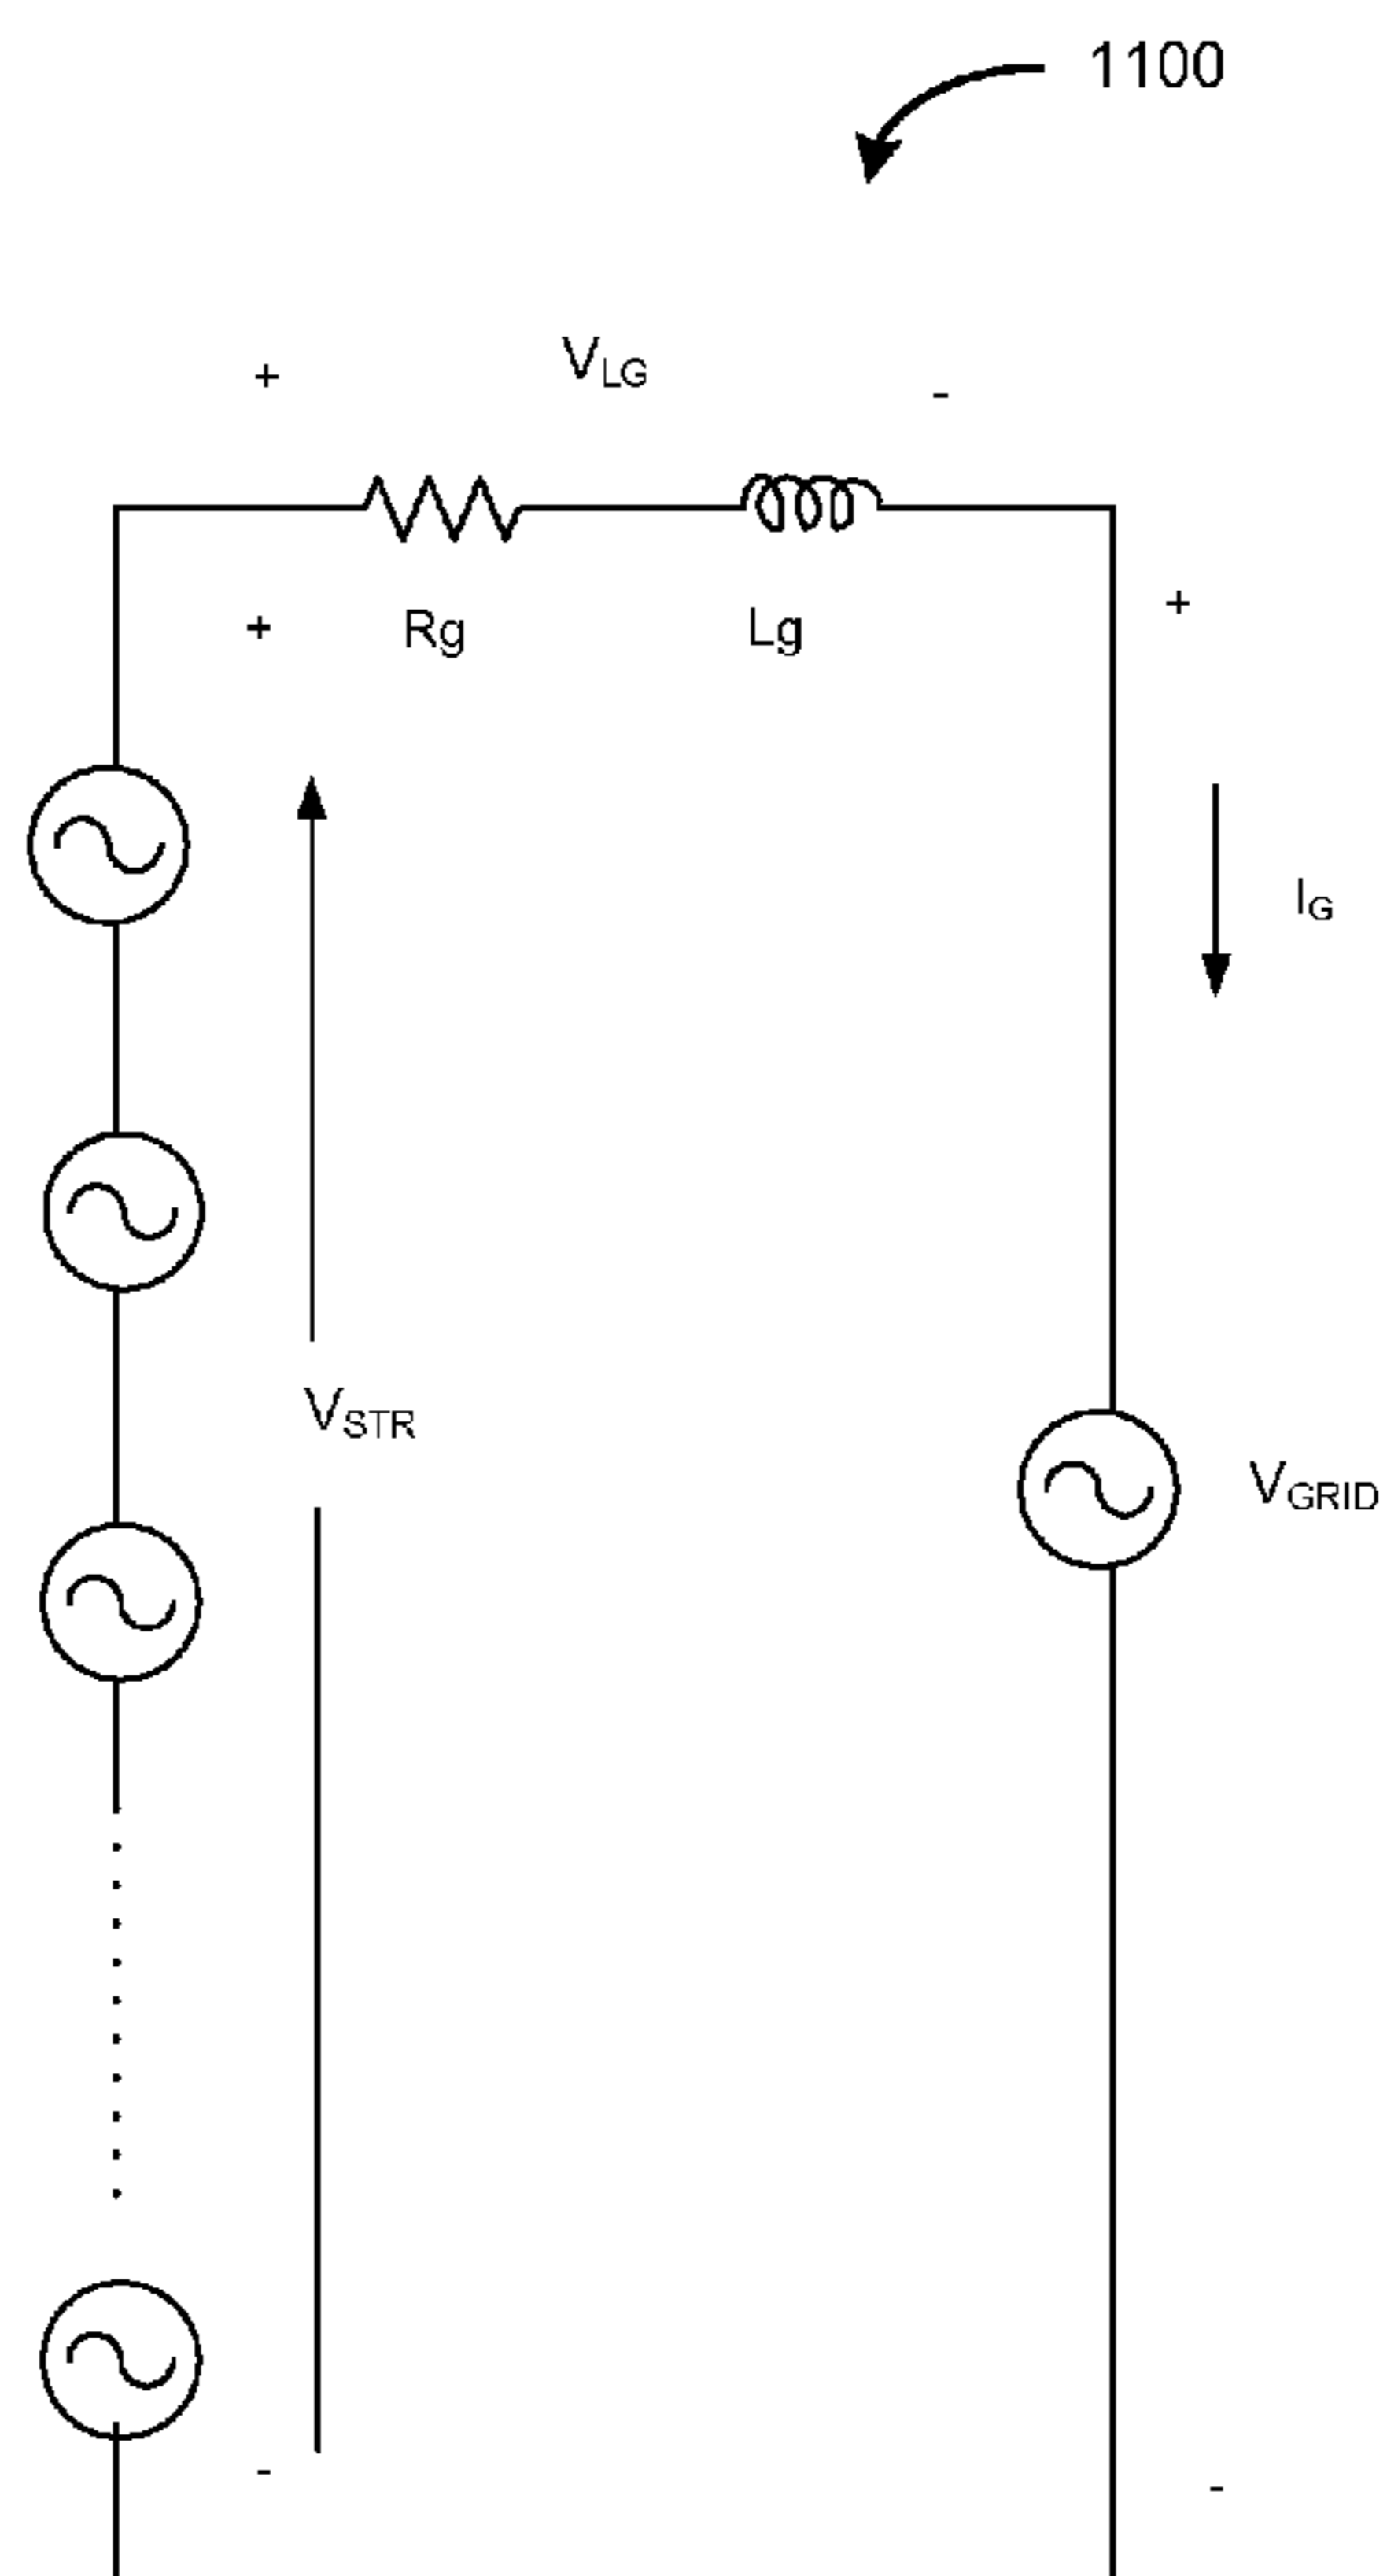 1100
+ V_LG -
+ Rg Lg +
I_G
V_STR
V_GRID
- -